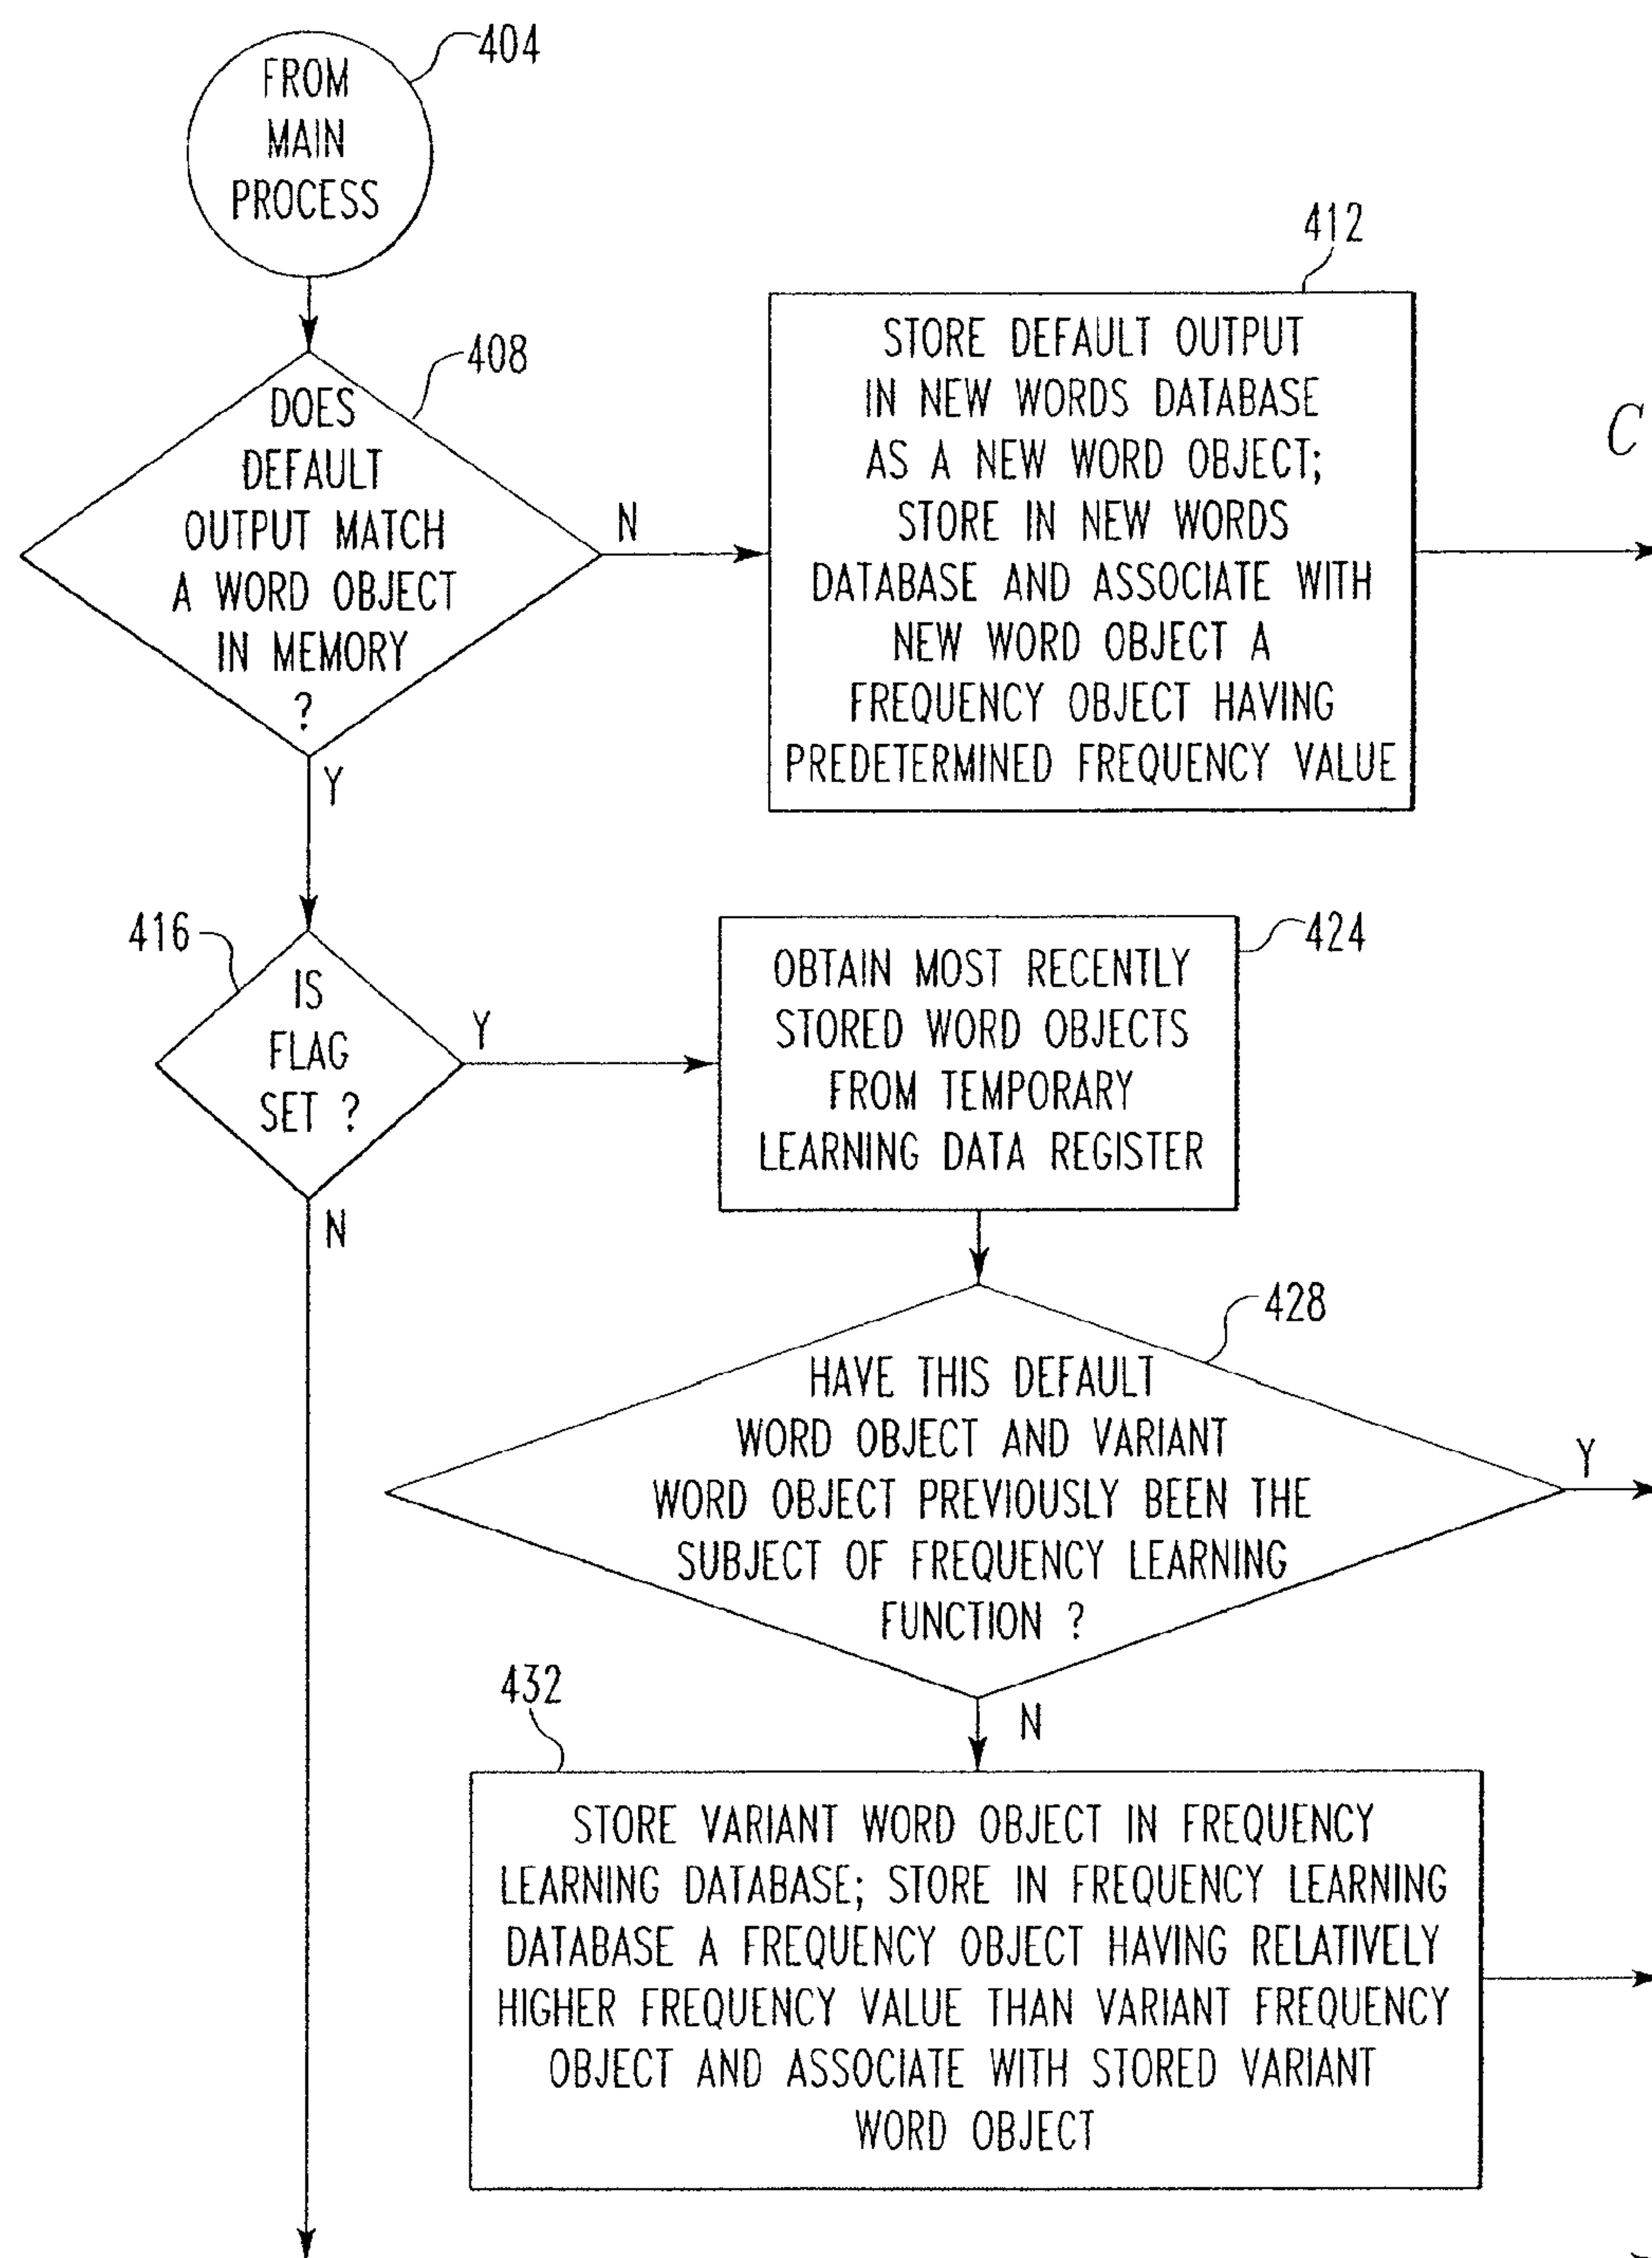 404
FROM
MAIN
PROCESS
408
DOES
DEFAULT
OUTPUT MATCH
A WORD OBJECT
IN MEMORY
?
N
Y
412
STORE DEFAULT OUTPUT
IN NEW WORDS DATABASE
AS A NEW WORD OBJECT;
STORE IN NEW WORDS
DATABASE AND ASSOCIATE WITH
NEW WORD OBJECT A
FREQUENCY OBJECT HAVING
PREDETERMINED FREQUENCY VALUE
C
416
IS
FLAG
SET ?
Y
N
424
OBTAIN MOST RECENTLY
STORED WORD OBJECTS
FROM TEMPORARY
LEARNING DATA REGISTER
428
HAVE THIS DEFAULT
WORD OBJECT AND VARIANT
WORD OBJECT PREVIOUSLY BEEN THE
SUBJECT OF FREQUENCY LEARNING
FUNCTION ?
Y
N
432
STORE VARIANT WORD OBJECT IN FREQUENCY
LEARNING DATABASE; STORE IN FREQUENCY LEARNING
DATABASE A FREQUENCY OBJECT HAVING RELATIVELY
HIGHER FREQUENCY VALUE THAN VARIANT FREQUENCY
OBJECT AND ASSOCIATE WITH STORED VARIANT
WORD OBJECT